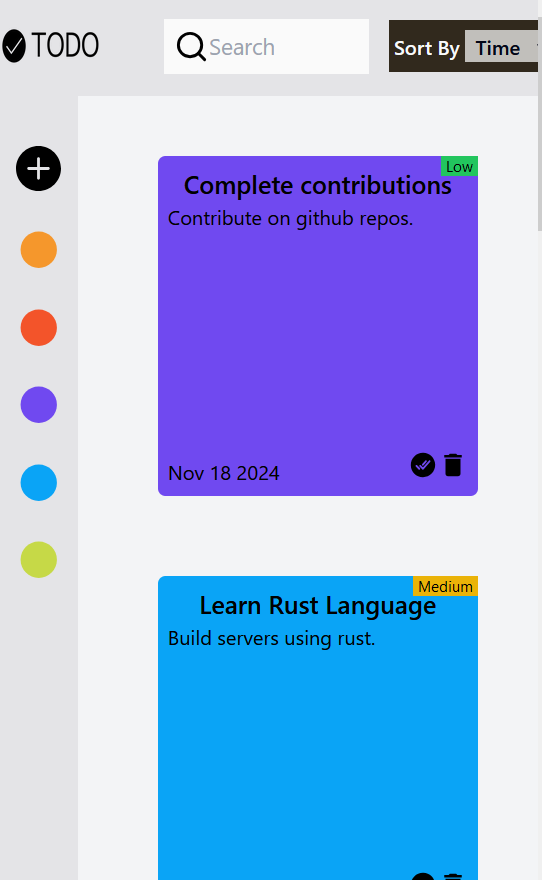 TODO
Search
Sort By Time
Low
Complete contributions
Contribute on github repos.
Nov 18 2024
Medium
Learn Rust Language
Build servers using rust.